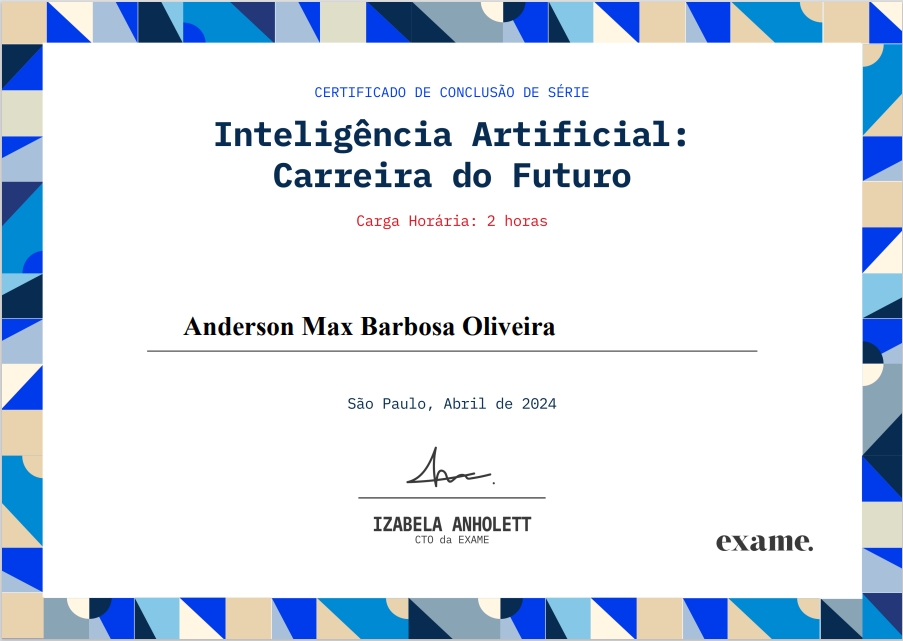 CERTIFICADO DE CONCLUSÃO DE SÉRIE
Inteligência Artificial:
Carreira do Futuro
Carga Horária: 2 horas
Anderson Max Barbosa Oliveira
São Paulo, Abril de 2024
IZABELA ANHOLETT
CTO da EXAME
exame.